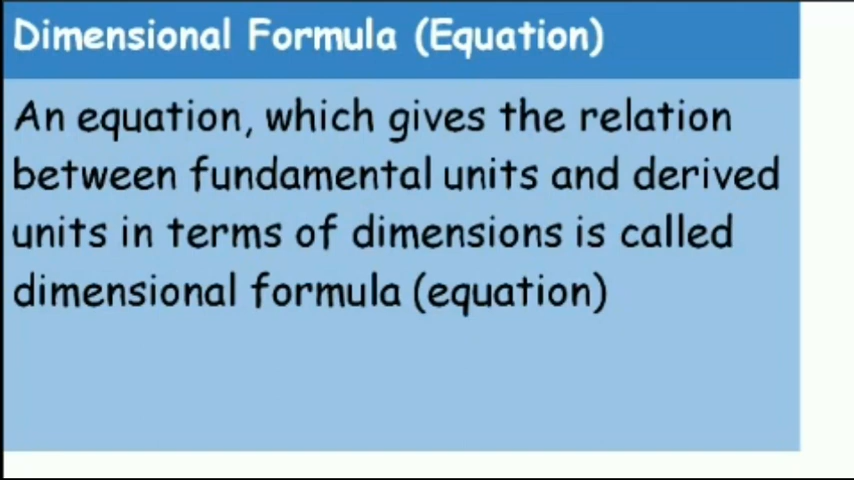 Dimensional Formula (Equation)
An equation, which gives the relation
between fundamental units and derived
units in terms of dimensions is called
dimensional formula (equation)